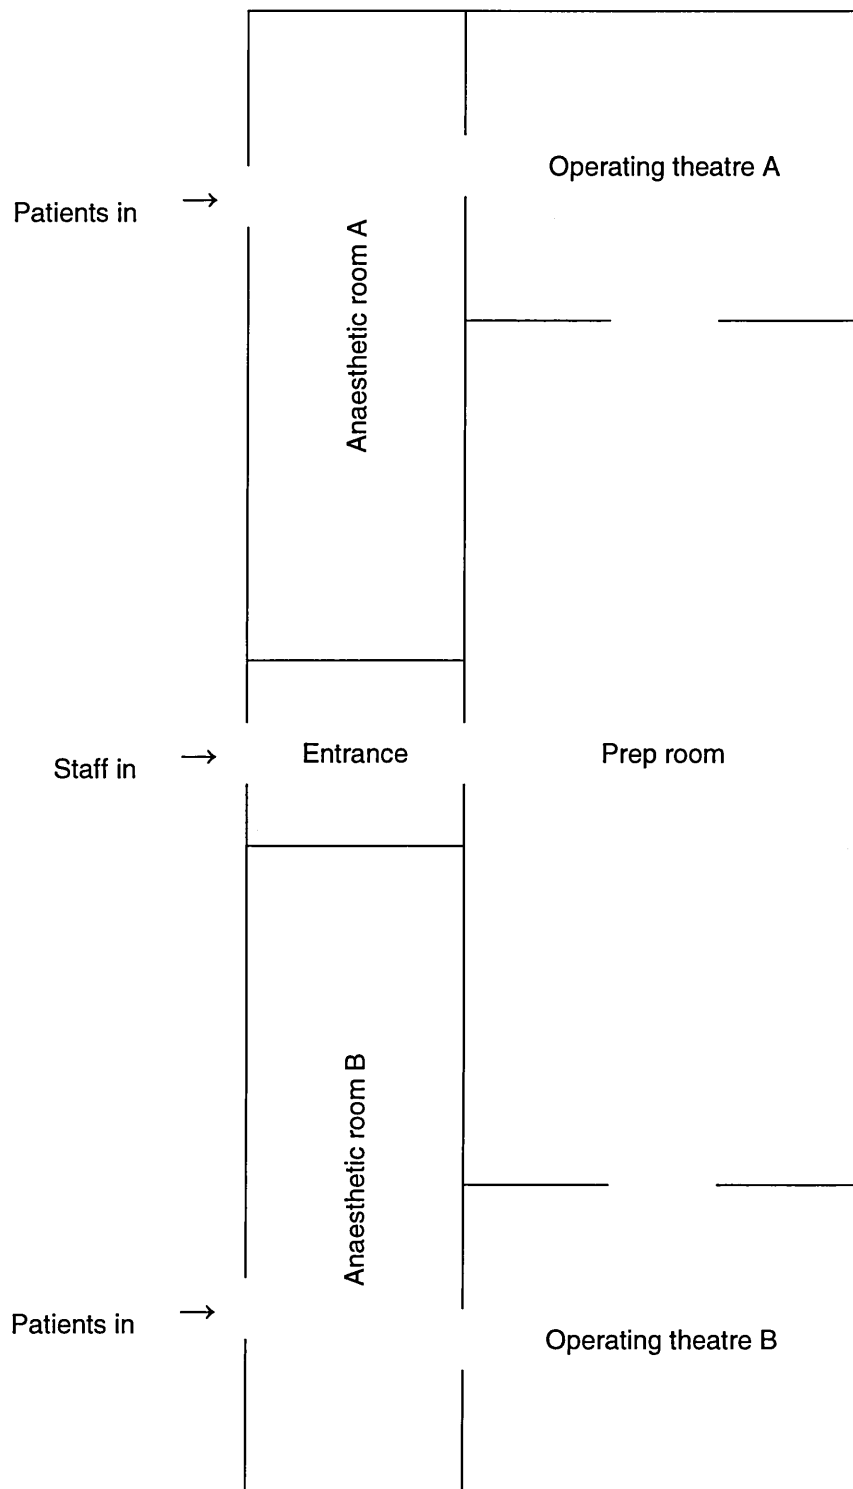 Operating theatre A
Patients in →
Anaesthetic room A
Staff in →
Entrance
Prep room
Anaesthetic room B
Patients in →
Operating theatre B